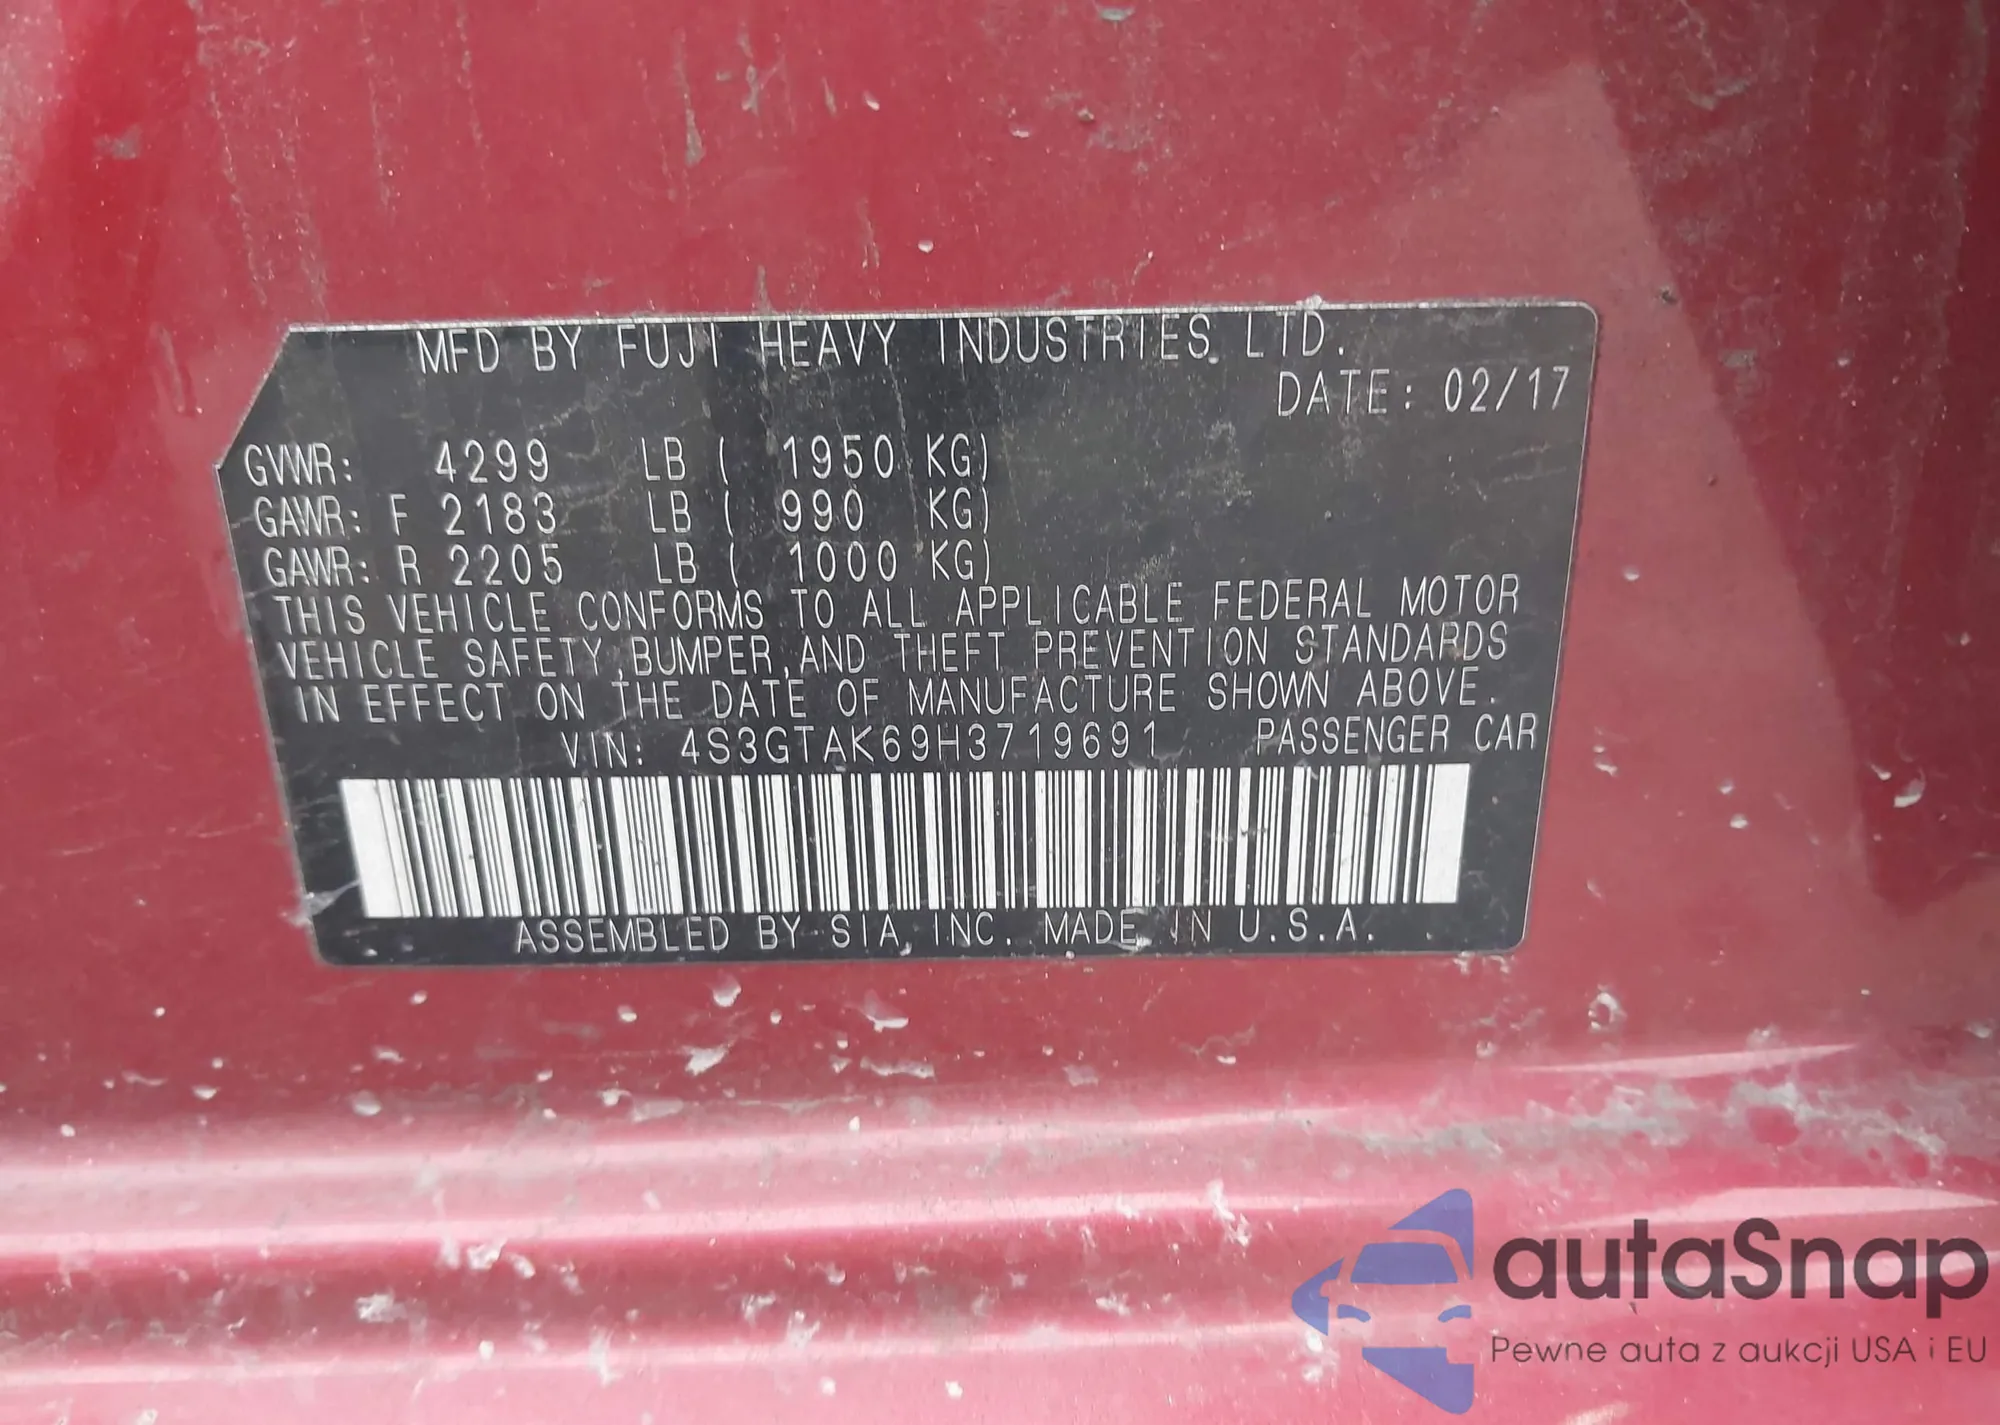 MFD BY FUJI HEAVY INDUSTRIES LTD.
DATE: 02/17
GVWR: 4299 LB ( 1950 KG)
GAWR: F 2183 LB ( 990 KG)
GAWR: R 2205 LB ( 1000 KG)
THIS VEHICLE CONFORMS TO ALL APPLICABLE FEDERAL MOTOR
VEHICLE SAFETY,BUMPER,AND THEFT PREVENTION STANDARDS
IN EFFECT ON THE DATE OF MANUFACTURE SHOWN ABOVE.
VIN: 4S3GTAK69H3719691 PASSENGER CAR
ASSEMBLED BY SIA, INC. MADE IN U.S.A.
autaSnap
Pewne auta z aukcji USA i EU